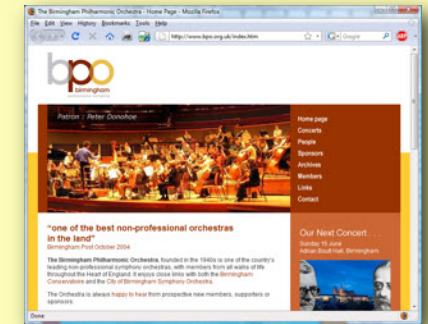 The Birmingham Philharmonic Orchestra - Home Page - Mozilla Firefox
File Edit View History Bookmarks Tools Help
http://www.bpo.org.uk/index.htm
Google
ABP
bpo
birmingham
Patron : Peter Donohoe
Home page
Concerts
People
Sponsors
Archives
Members
Links
Contact
"one of the best non-professional orchestras
in the land"
Birmingham Post October 2004
The Birmingham Philharmonic Orchestra, founded in the 1940s is one of the country's
leading non-professional symphony orchestras, with members from all walks of life
throughout the Heart of England. It enjoys close links with both the Birmingham
Conservatoire and the City of Birmingham Symphony Orchestra.
The Orchestra is always happy to hear from prospective new members, supporters or
sponsors.
Our Next Concert . . .
Sunday 15 June
Adrian Boult Hall, Birmingham
Done